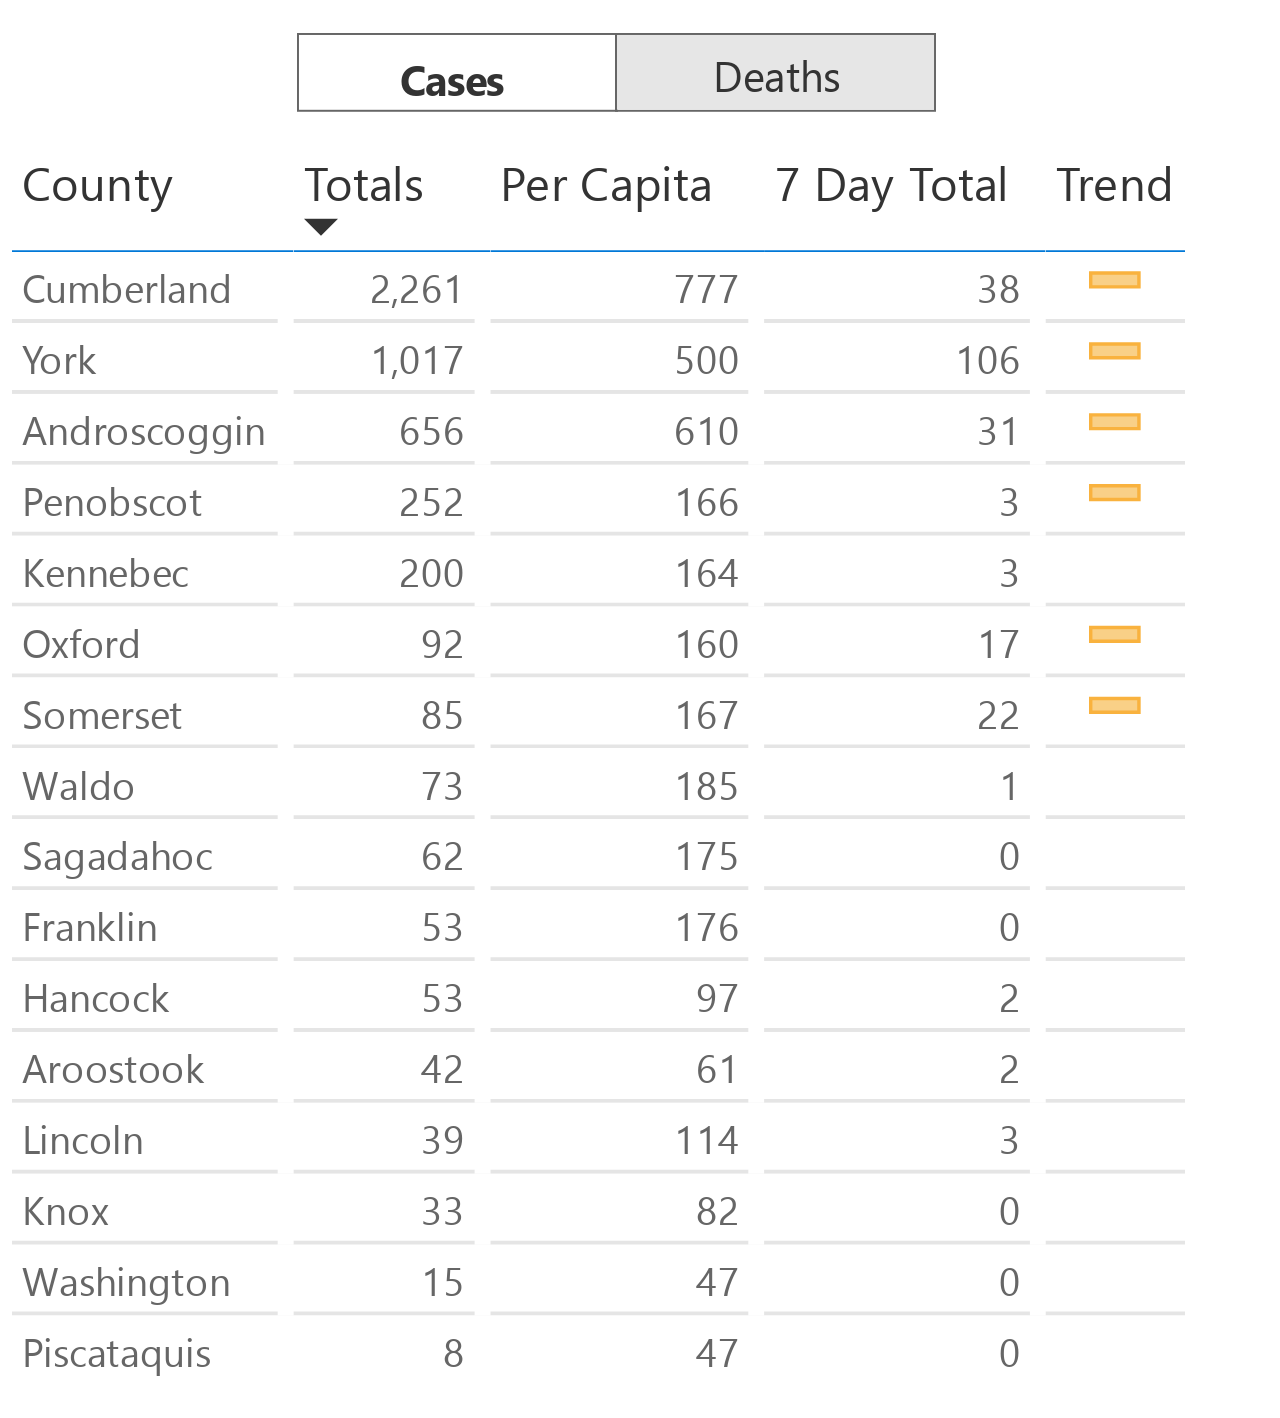 Cases Deaths
County Totals Per Capita 7 Day Total Trend
Cumberland 2,261 777 38
York 1,017 500 106
Androscoggin 656 610 31
Penobscot 252 166 3
Kennebec 200 164 3
Oxford 92 160 17
Somerset 85 167 22
Waldo 73 185 1
Sagadahoc 62 175 0
Franklin 53 176 0
Hancock 53 97 2
Aroostook 42 61 2
Lincoln 39 114 3
Knox 33 82 0
Washington 15 47 0
Piscataquis 8 47 0